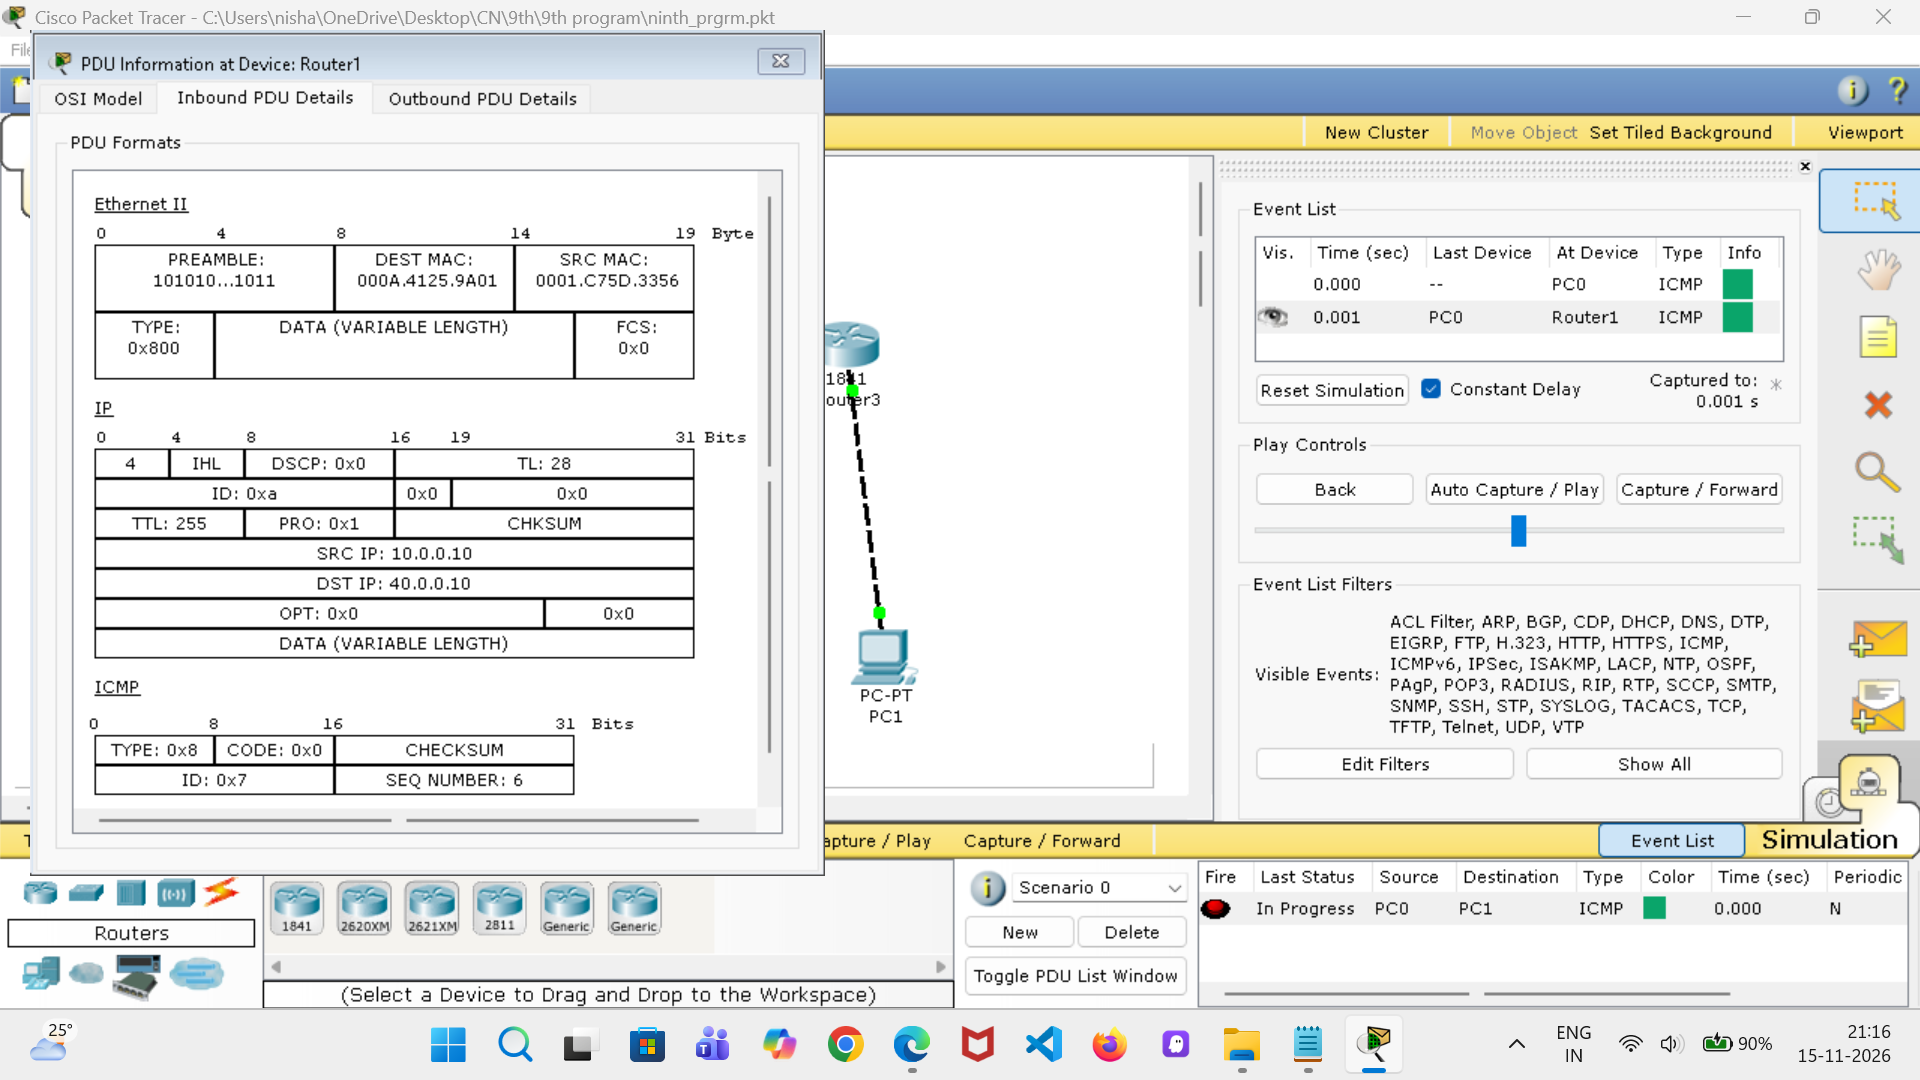 Cisco Packet Tracer - C:\Users\nisha\OneDrive\Desktop\CN\9th\9th program\ninth_prgrm.pkt
PDU Information at Device: Router1
OSI Model
Inbound PDU Details
Outbound PDU Details
PDU Formats
Ethernet II
0 4 8 14 19 Byte
PREAMBLE: 101010...1011
DEST MAC: 000A.4125.9A01
SRC MAC: 0001.C75D.3356
TYPE: 0x800
DATA (VARIABLE LENGTH)
FCS: 0x0
IP
0 4 8 16 19 31 Bits
4 IHL DSCP: 0x0 TL: 28
ID: 0xa 0x0 0x0
TTL: 255 PRO: 0x1 CHKSUM
SRC IP: 10.0.0.10
DST IP: 40.0.0.10
OPT: 0x0 0x0
DATA (VARIABLE LENGTH)
ICMP
0 8 16 31 Bits
TYPE: 0x8 CODE: 0x0 CHECKSUM
ID: 0x7 SEQ NUMBER: 6
New Cluster
Move Object
Set Tiled Background
Viewport
1841
outer3
PC-PT
PC1
Event List
Vis. Time (sec) Last Device At Device Type Info
0.000 -- PC0 ICMP
0.001 PC0 Router1 ICMP
Reset Simulation
Constant Delay
Captured to:
0.001 s
*
Play Controls
Back
Auto Capture / Play
Capture / Forward
Event List Filters
Visible Events:
ACL Filter, ARP, BGP, CDP, DHCP, DNS, DTP,
EIGRP, FTP, H.323, HTTP, HTTPS, ICMP,
ICMPv6, IPSec, ISAKMP, LACP, NTP, OSPF,
PAgP, POP3, RADIUS, RIP, RTP, SCCP, SMTP,
SNMP, SSH, STP, SYSLOG, TACACS, TCP,
TFTP, Telnet, UDP, VTP
Edit Filters
Show All
apture / Play
Capture / Forward
Event List
Simulation
Routers
1841
2620XM
2621XM
2811
Generic
Generic
(Select a Device to Drag and Drop to the Workspace)
Scenario 0
New
Delete
Toggle PDU List Window
Fire Last Status Source Destination Type Color Time (sec) Periodic
In Progress PC0 PC1 ICMP 0.000 N
25°
ENG
IN
90%
21:16
15-11-2026